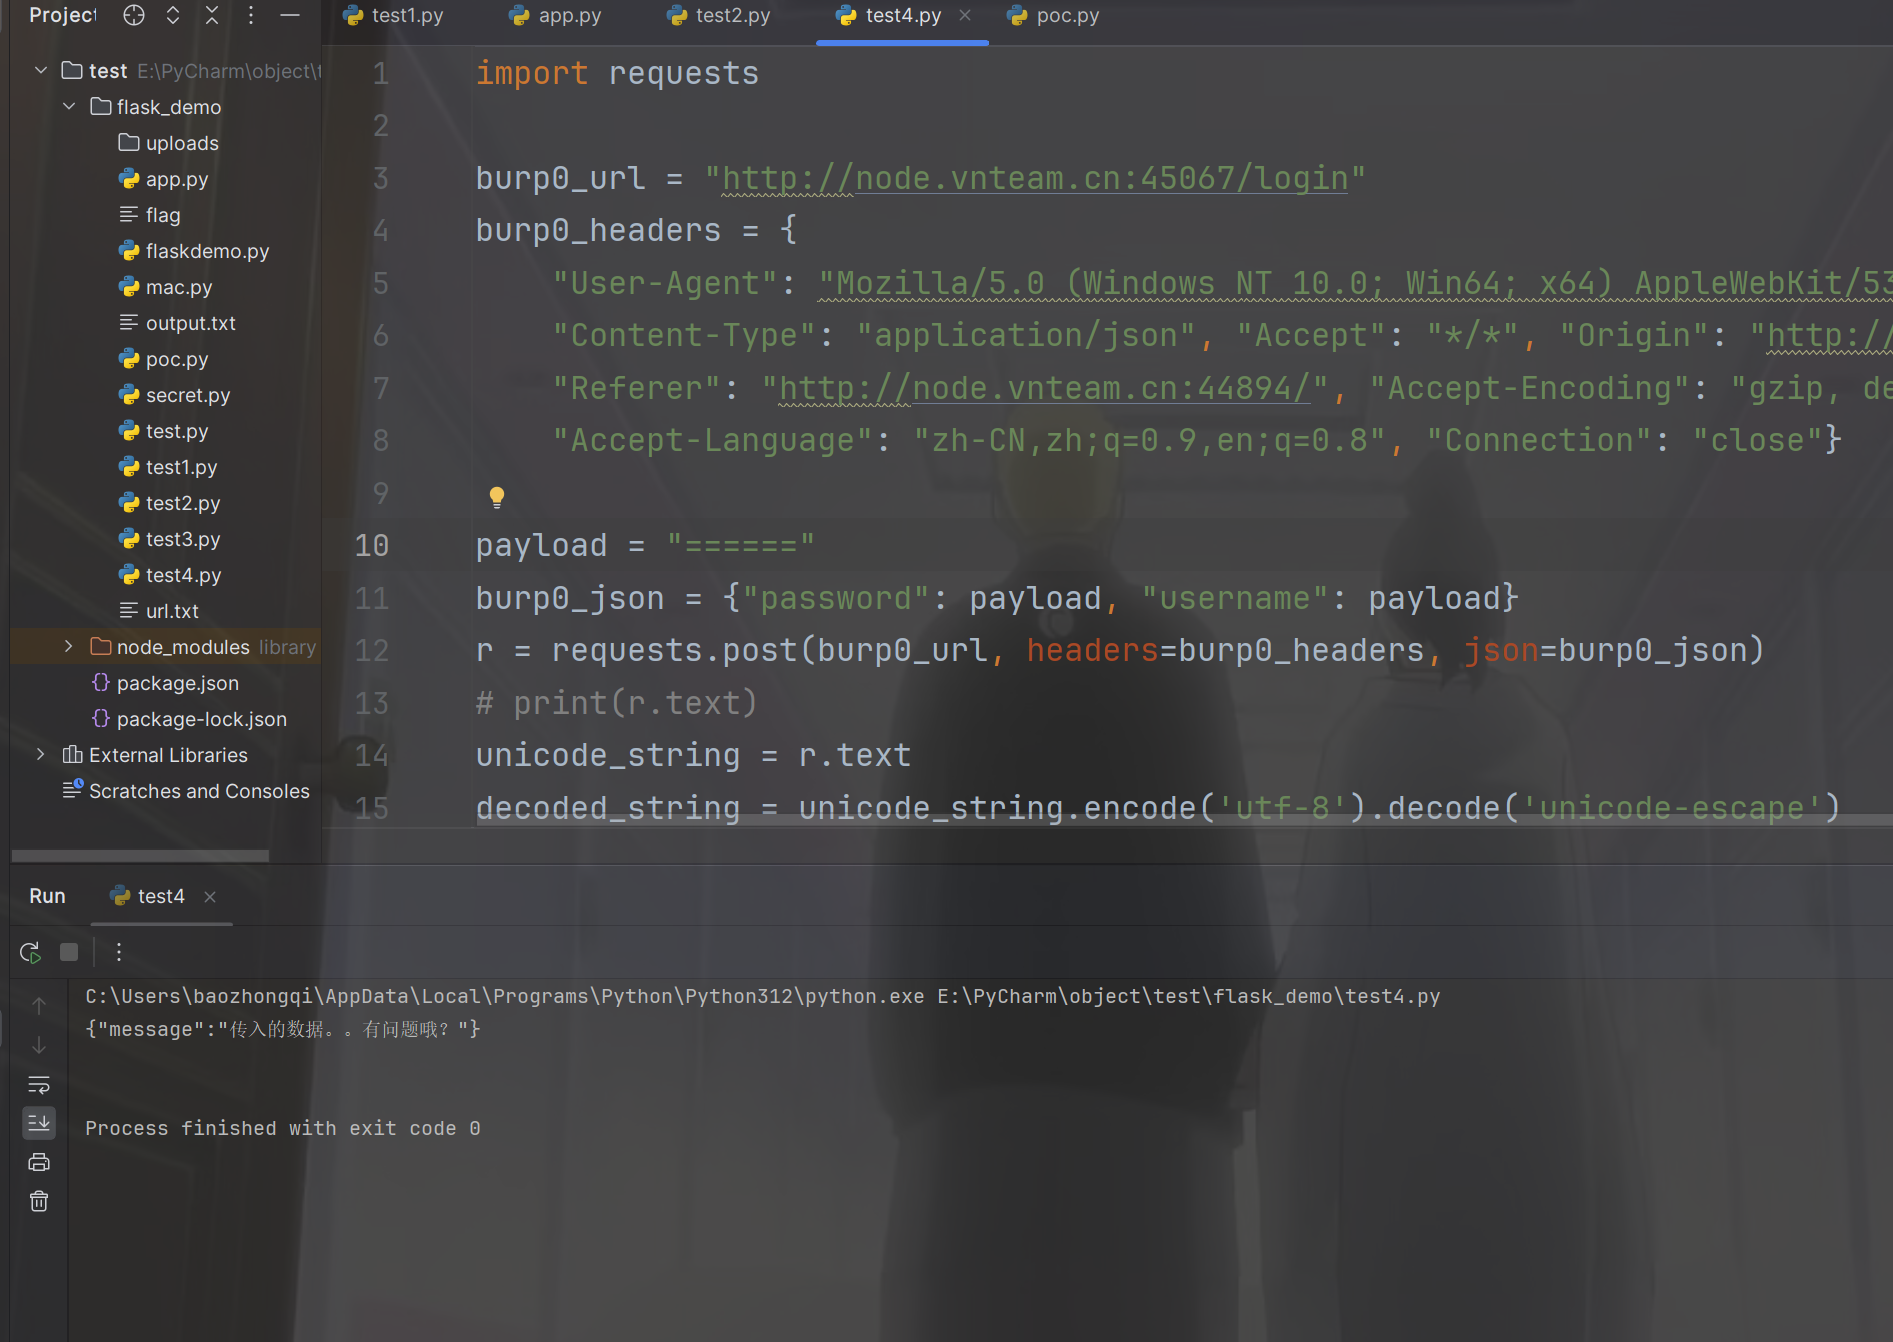 Project
test E:\PyCharm\object\t
flask_demo
uploads
app.py
flag
flaskdemo.py
mac.py
output.txt
poc.py
secret.py
test.py
test1.py
test2.py
test3.py
test4.py
url.txt
node_modules library
package.json
package-lock.json
External Libraries
Scratches and Consoles
test1.py app.py test2.py test4.py poc.py
1 import requests
2
3 burp0_url = "http://node.vnteam.cn:45067/login"
4 burp0_headers = {
5 "User-Agent": "Mozilla/5.0 (Windows NT 10.0; Win64; x64) AppleWebKit/53
6 "Content-Type": "application/json", "Accept": "*/*", "Origin": "http://
7 "Referer": "http://node.vnteam.cn:44894/", "Accept-Encoding": "gzip, de
8 "Accept-Language": "zh-CN,zh;q=0.9,en;q=0.8", "Connection": "close"}
9
10 payload = "======"
11 burp0_json = {"password": payload, "username": payload}
12 r = requests.post(burp0_url, headers=burp0_headers, json=burp0_json)
13 # print(r.text)
14 unicode_string = r.text
15 decoded_string = unicode_string.encode('utf-8').decode('unicode-escape')
Run test4
C:\Users\baozhongqi\AppData\Local\Programs\Python\Python312\python.exe E:\PyCharm\object\test\flask_demo\test4.py
{"message":"传入的数据。。有问题哦？"}
Process finished with exit code 0